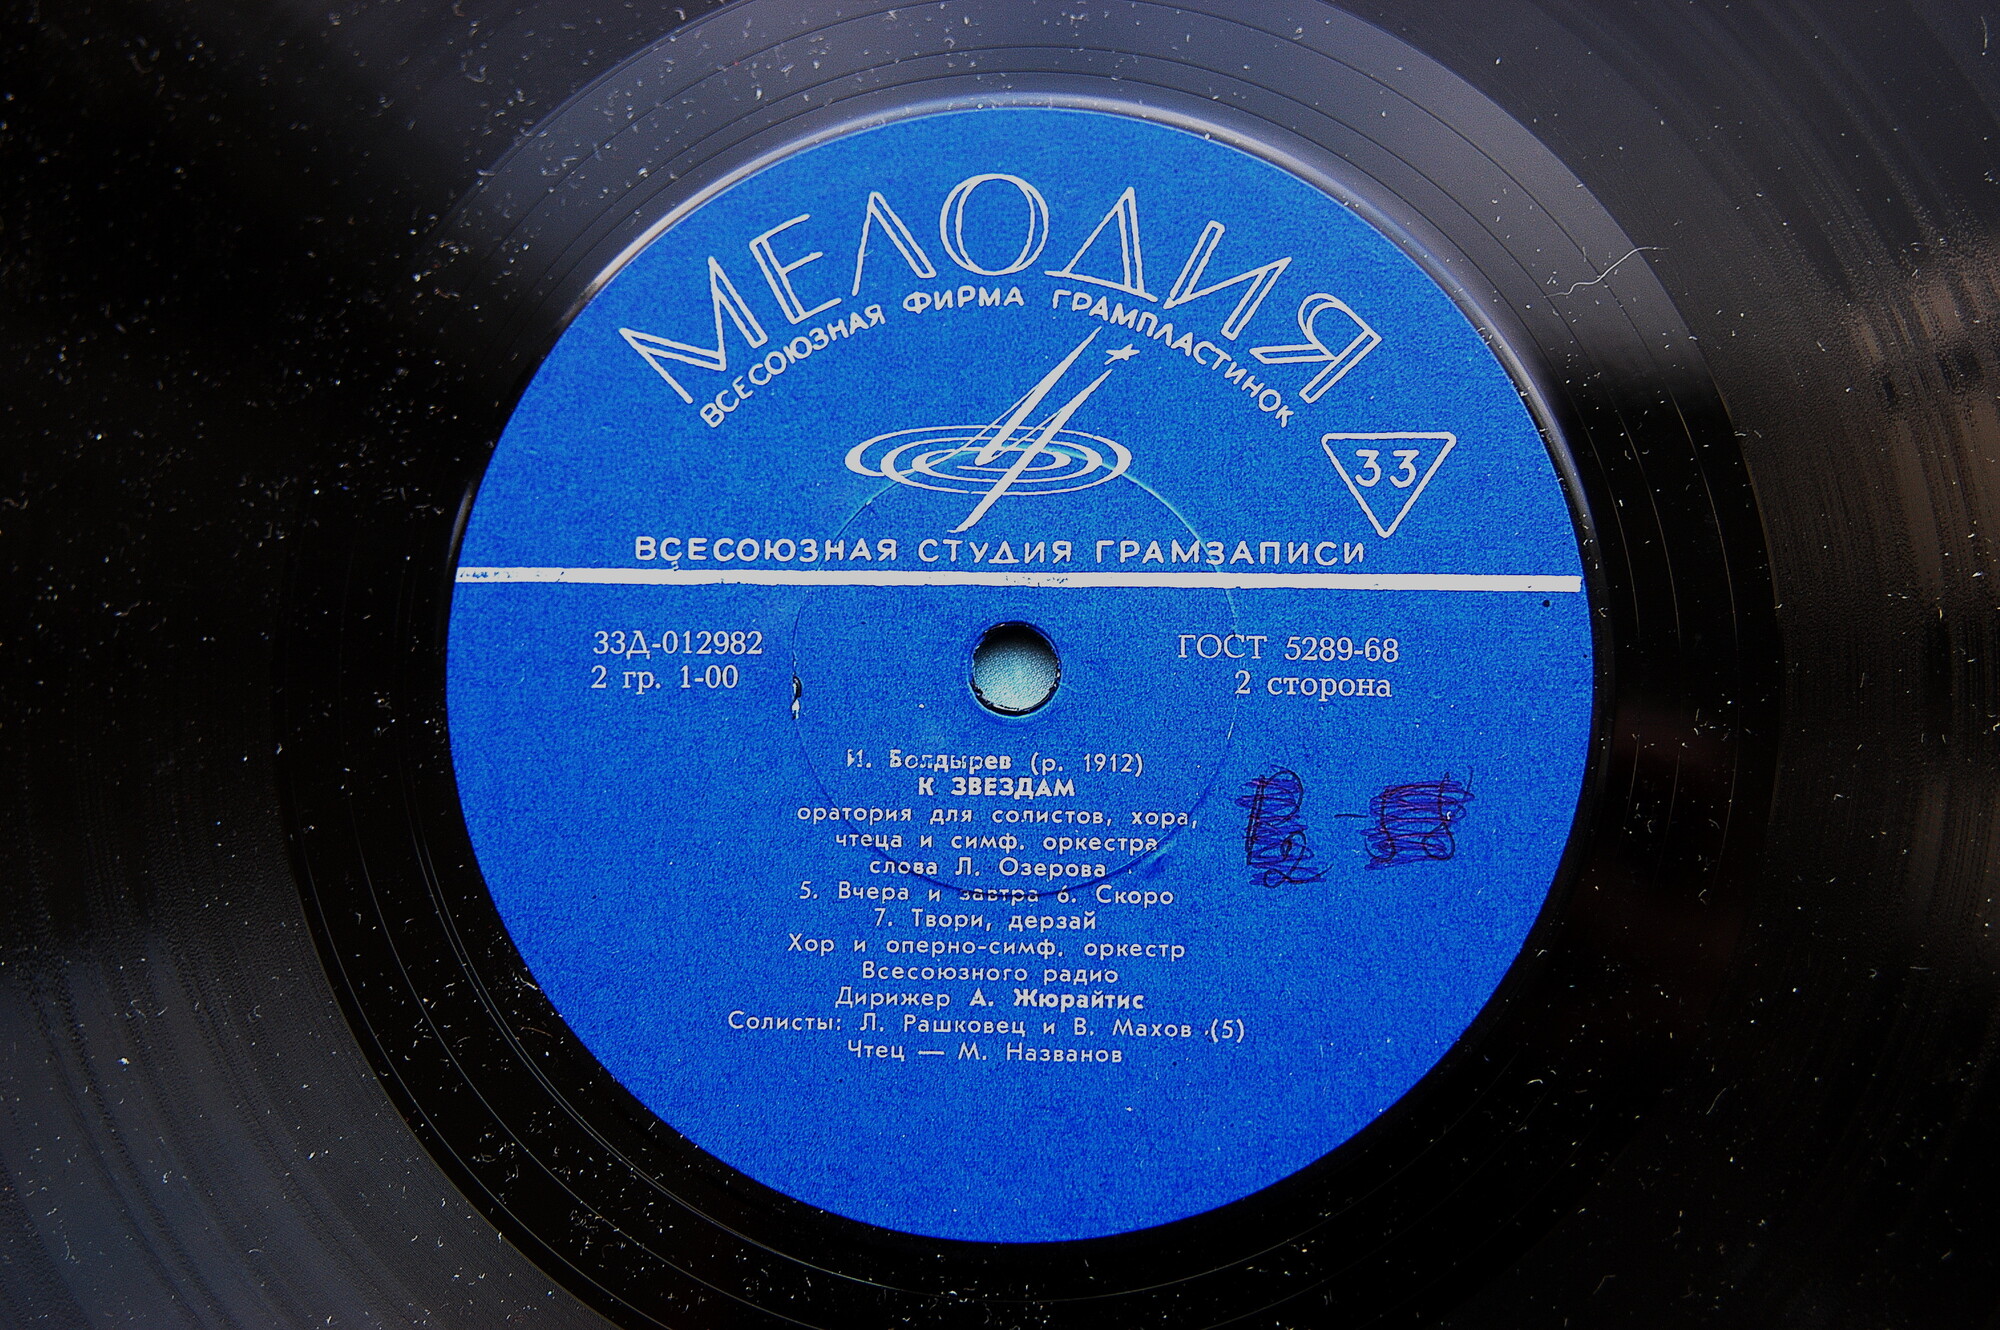 МЕЛОДИЯ
ВСЕСОЮЗНАЯ ФИРМА ГРАМПЛАСТИНОК
33
ВСЕСОЮЗНАЯ СТУДИЯ ГРАМЗАПИСИ
33Д-012982
2 гр. 1-00
ГОСТ 5289-68
2 сторона
И. Болдырев (р. 1912)
К ЗВЕЗДАМ
оратория для солистов, хора,
чтеца и симф. оркестра
слова Л. Озерова
5. Вчера и завтра 6. Скоро
7. Твори, дерзай
Хор и оперно-симф. оркестр
Всесоюзного радио
Дирижер А. Жюрайтис
Солисты: Л. Рашковец и В. Махов (5)
Чтец — М. Названов